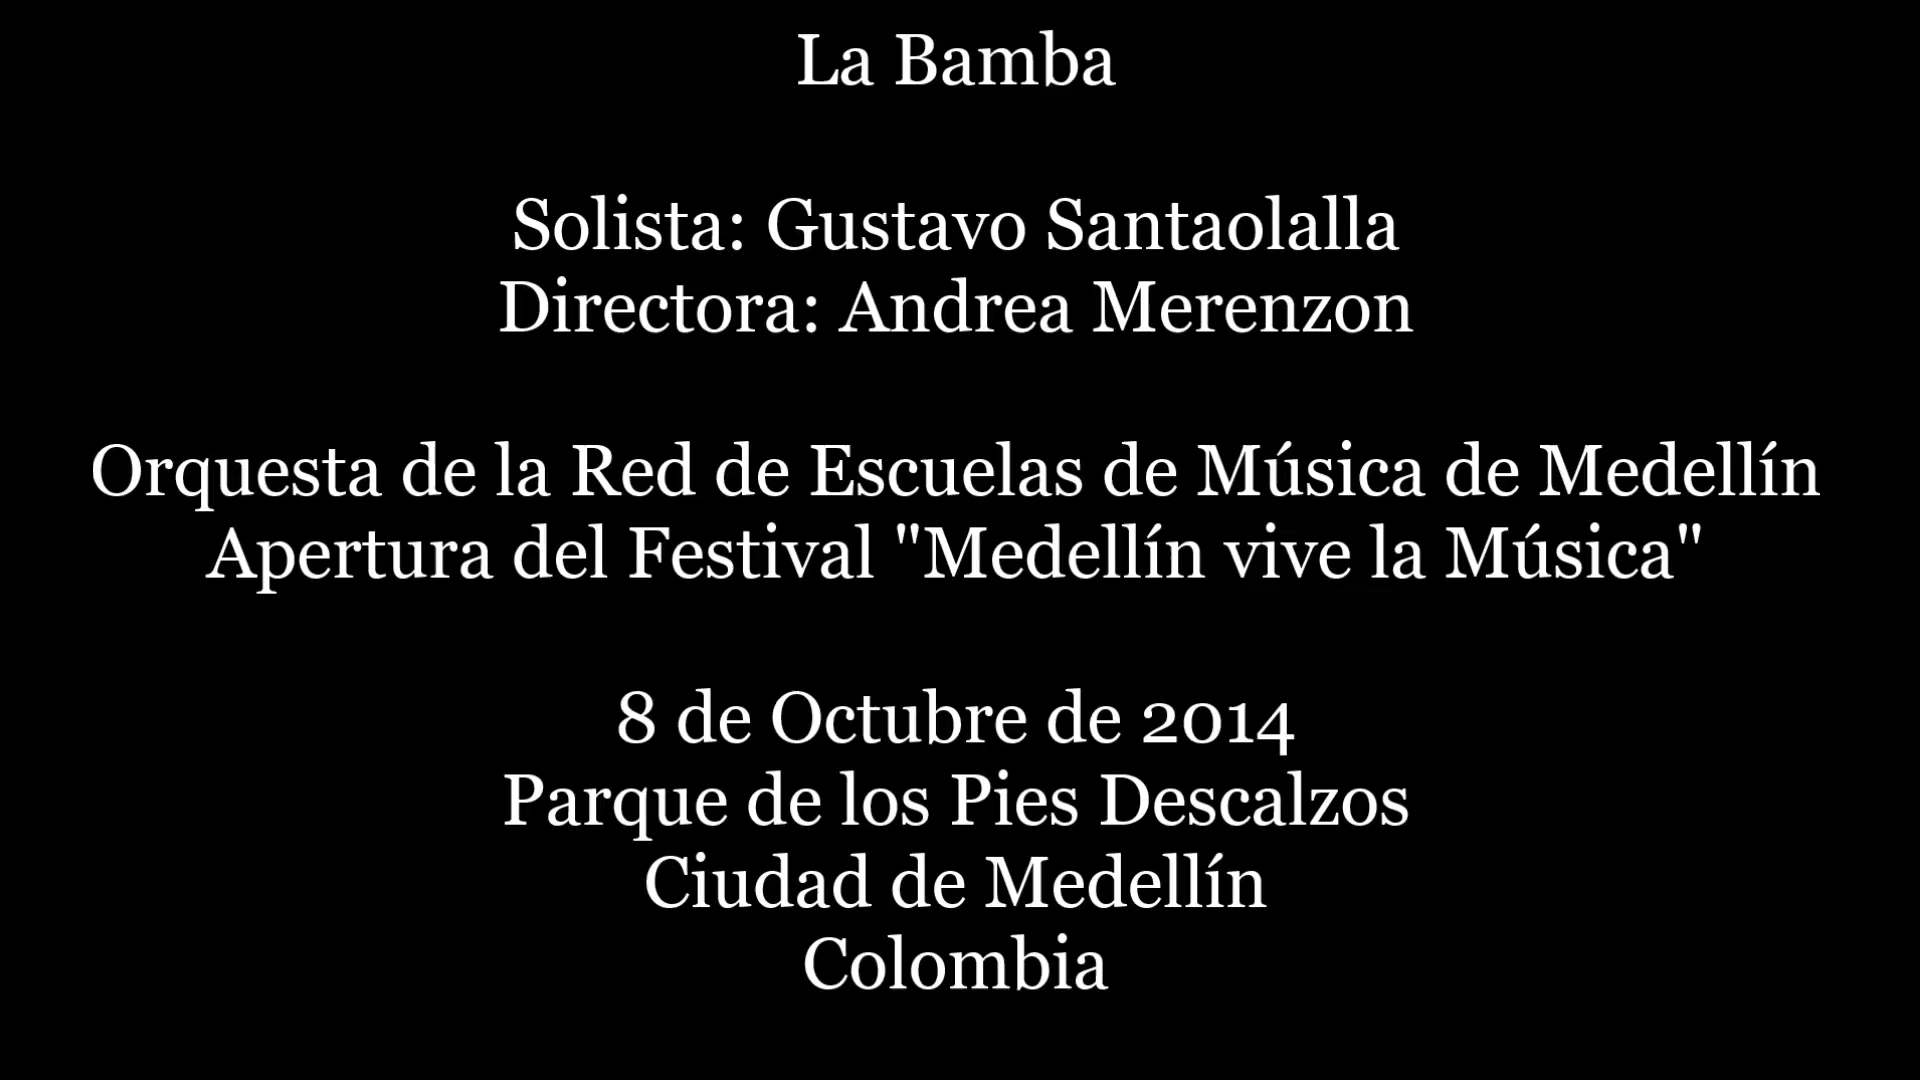 La Bamba
Solista: Gustavo Santaolalla
Directora: Andrea Merenzon
Orquesta de la Red de Escuelas de Música de Medellín
Apertura del Festival "Medellín vive la Música"
8 de Octubre de 2014
Parque de los Pies Descalzos
Ciudad de Medellín
Colombia